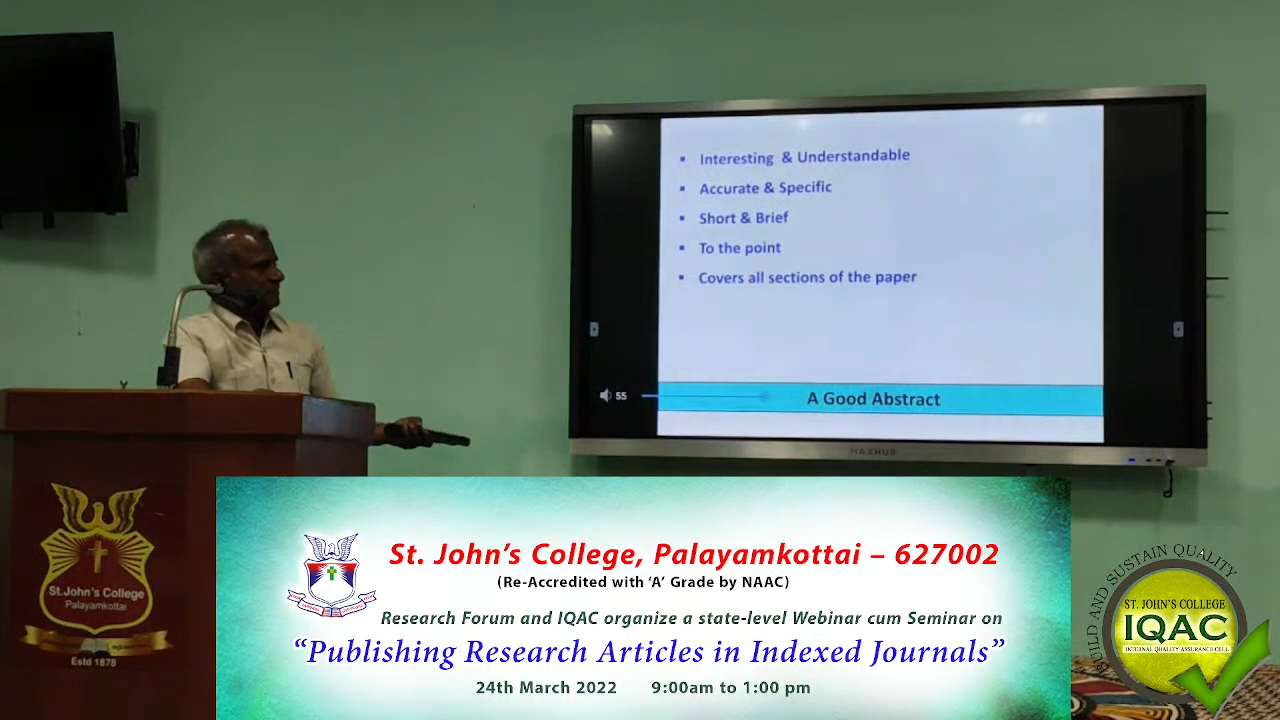 Interesting & Understandable
Accurate & Specific
Short & Brief
To the point
Covers all sections of the paper
55
A Good Abstract
MAXHUB
St.John's College
Palayamkottai
Estd 1878
St. John's College, Palayamkottai – 627002
(Re-Accredited with 'A' Grade by NAAC)
Research Forum and IQAC organize a state-level Webinar cum Seminar on
“Publishing Research Articles in Indexed Journals”
24th March 2022 9:00am to 1:00 pm
BUILD AND SUSTAIN QUALITY
ST. JOHN'S COLLEGE
IQAC
INTERNAL QUALITY ASSURANCE CELL